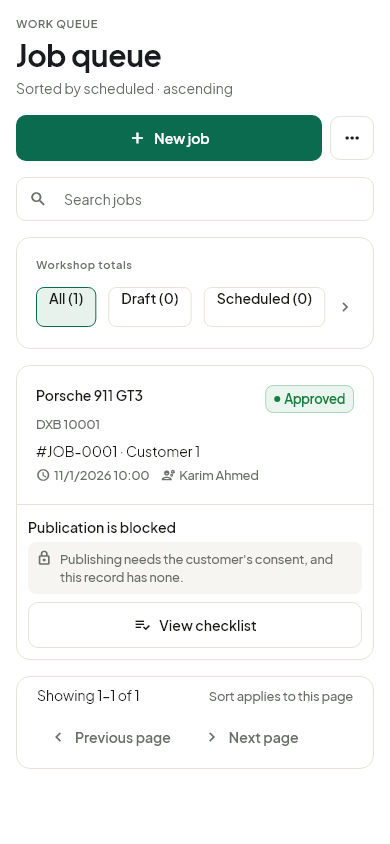 WORK QUEUE
Job queue
Sorted by scheduled · ascending
New job
Search jobs
Workshop totals
All (1)
Draft (0)
Scheduled (0)
Porsche 911 GT3
Approved
DXB 10001
#JOB-0001 · Customer 1
11/1/2026 10:00
Karim Ahmed
Publication is blocked
Publishing needs the customer's consent, and
this record has none.
View checklist
Showing 1–1 of 1
Sort applies to this page
Previous page
Next page